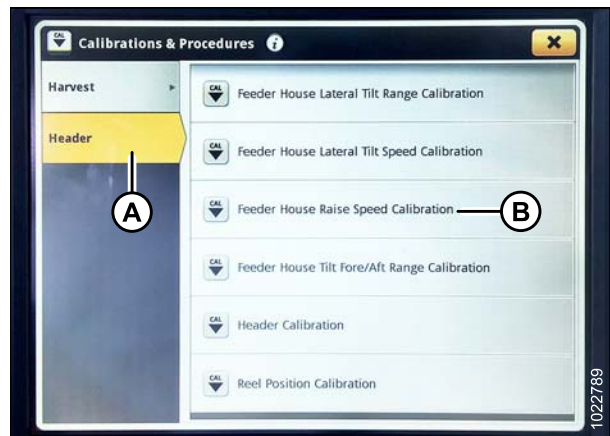 CAL Calibrations & Procedures i X
Harvest
Header
CAL Feeder House Lateral Tilt Range Calibration
CAL Feeder House Lateral Tilt Speed Calibration
CAL Feeder House Raise Speed Calibration
CAL Feeder House Tilt Fore/Aft Range Calibration
CAL Header Calibration
CAL Reel Position Calibration
A
B
1022789